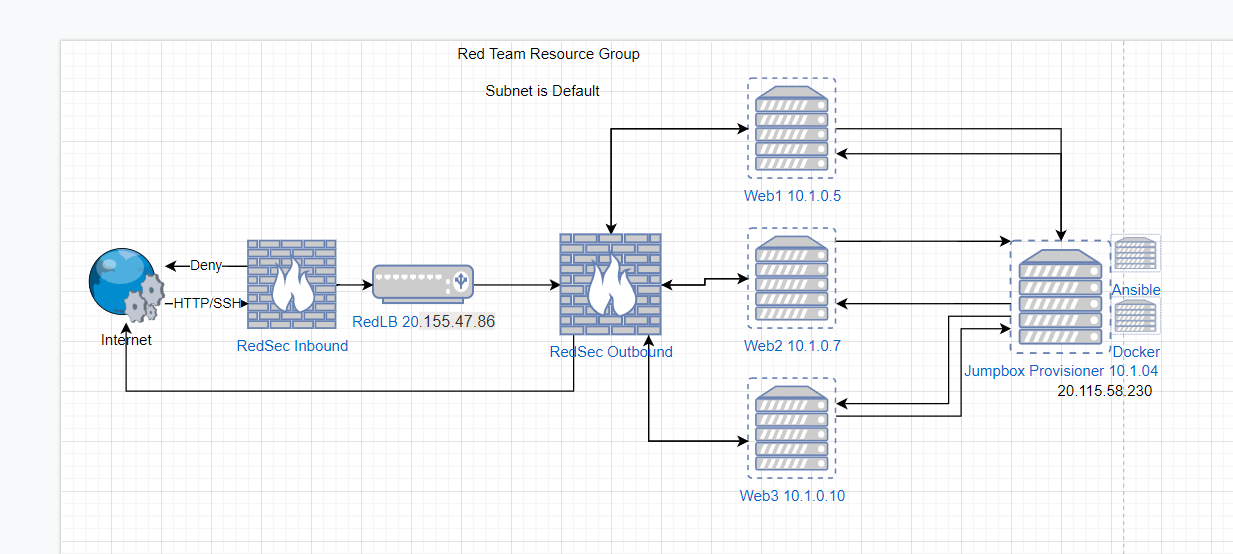 Red Team Resource Group
Subnet is Default
Web1 10.1.0.5
Deny
HTTP/SSH
Internet
RedSec Inbound
RedLB 20.155.47.86
RedSec Outbound
Web2 10.1.0.7
Ansible
Docker
Jumpbox Provisioner 10.1.04
20.115.58.230
Web3 10.1.0.10